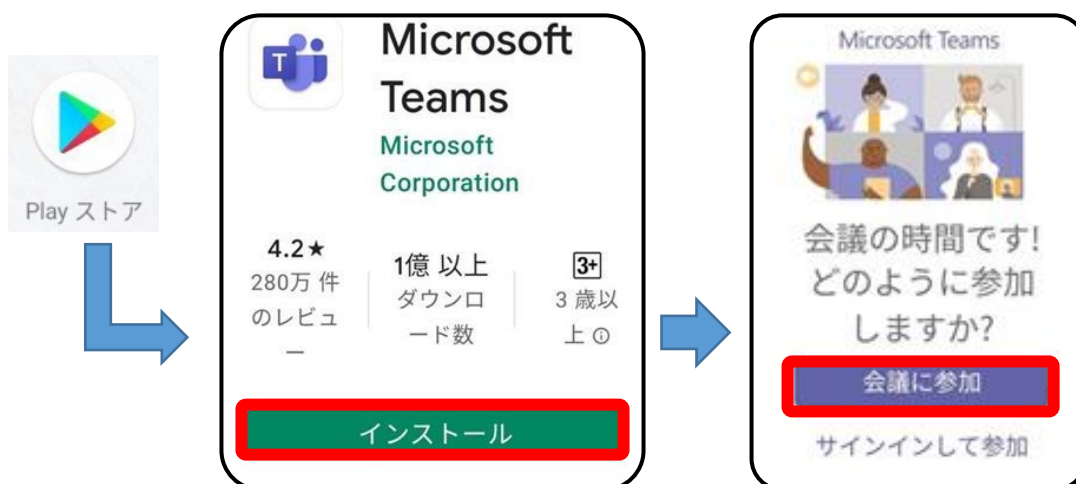 Play ストア
Microsoft
Teams
Microsoft
Corporation
4.2★
280万 件
のレビュ
ー
1億 以上
ダウンロ
ード数
3+
3 歳以
上
インストール
Microsoft Teams
会議の時間です!
どのように参加
しますか?
会議に参加
サインインして参加